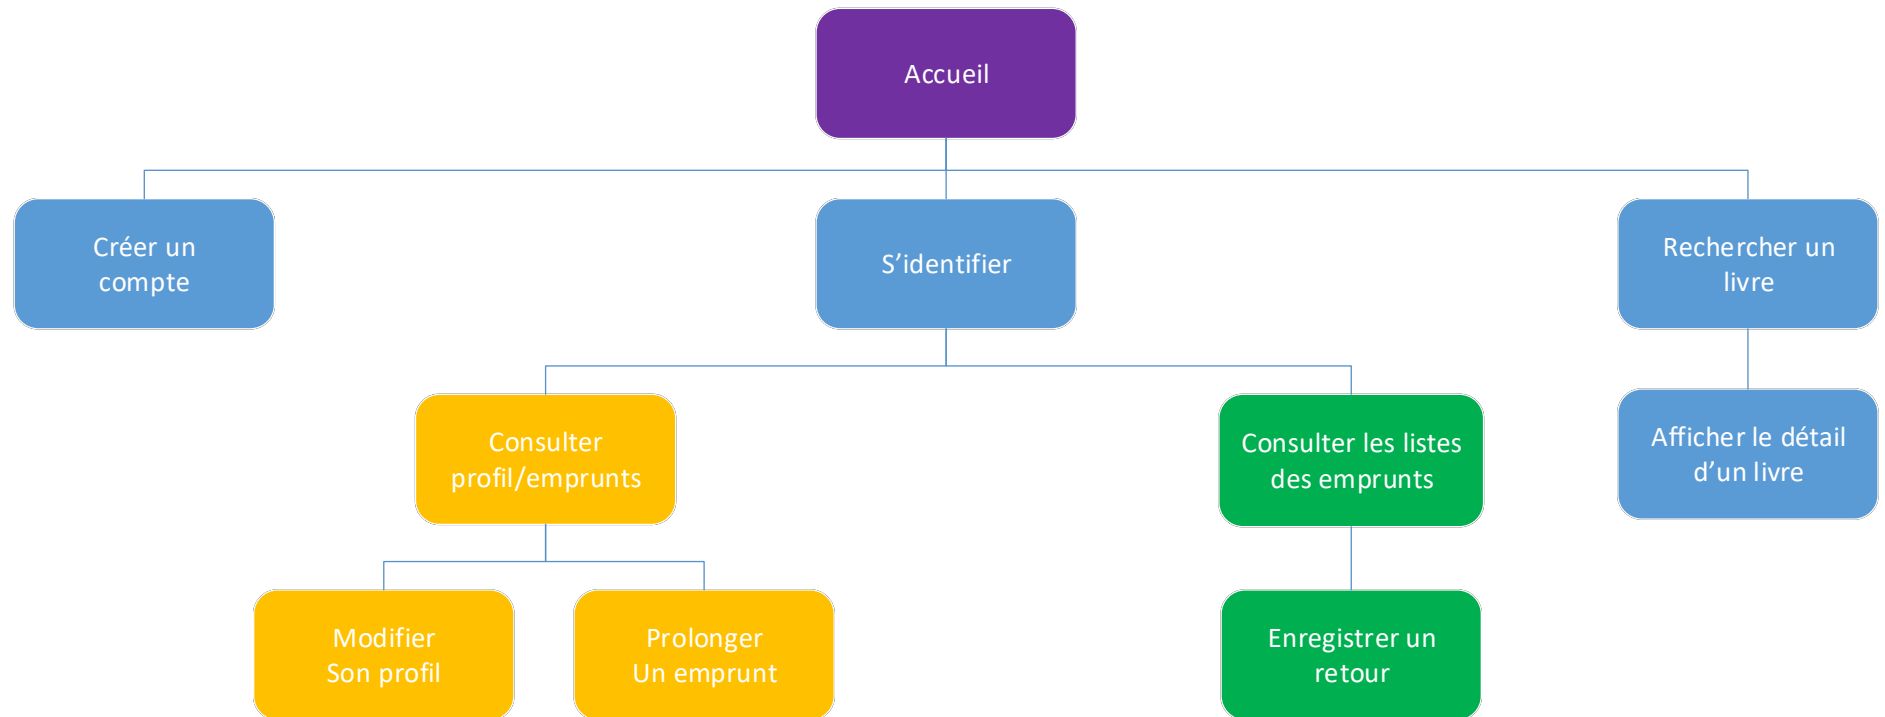 Accueil
Créer un
compte
S’identifier
Rechercher un
livre
Consulter
profil/emprunts
Consulter les listes
des emprunts
Afficher le détail
d’un livre
Modifier
Son profil
Prolonger
Un emprunt
Enregistrer un
retour